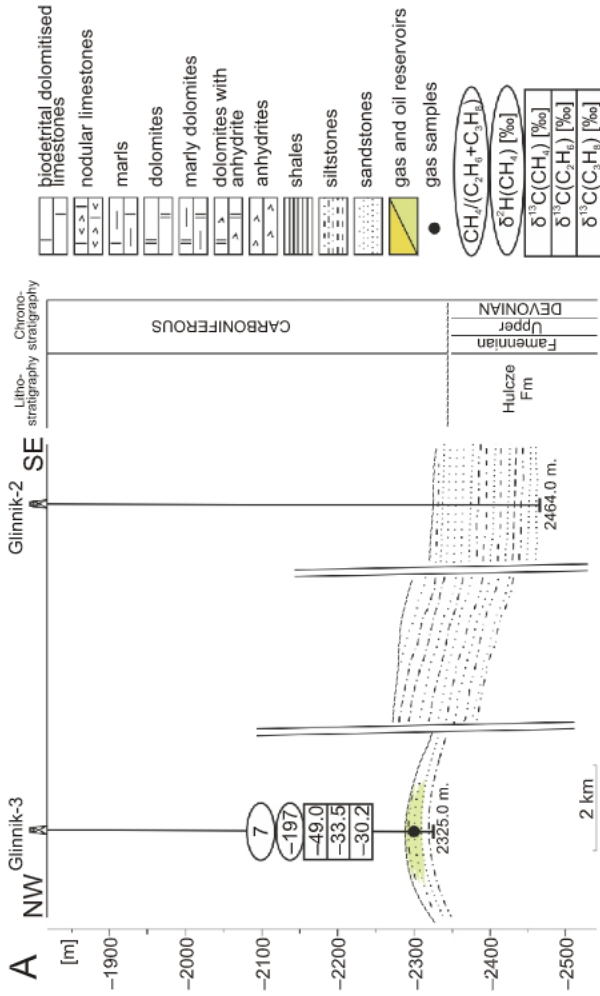 A
NW
SE
Glinnik-3
Glinnik-2
Litho-
stratigraphy
Chrono-
stratigraphy
[m]
−1900
−2000
−2100
−2200
−2300
−2400
−2500
7
−197
−49.0
−33.5
−30.2
2325.0 m.
2464.0 m.
2 km
CARBONIFEROUS
Hulcze
Fm
Famennian
Upper
DEVONIAN
biodetrital dolomitised
limestones
nodular limestones
marls
dolomites
marly dolomites
dolomites with
anhydrite
anhydrites
shales
siltstones
sandstones
gas and oil reservoirs
gas samples
CH₄/(C₂H₆+C₃H₈)
δ²H(CH₄) [‰]
δ¹³C(CH₄) [‰]
δ¹³C(C₂H₆) [‰]
δ¹³C(C₃H₈) [‰]